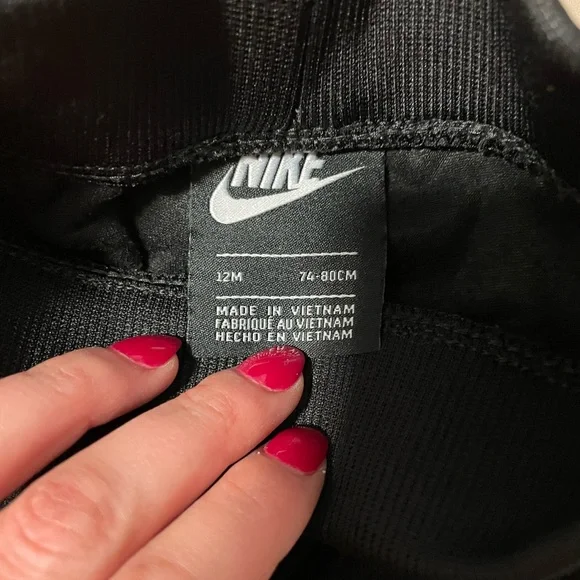 NIKE
12M 74-80CM
MADE IN VIETNAM
FABRIQUÉ AU VIETNAM
HECHO EN VIETNAM